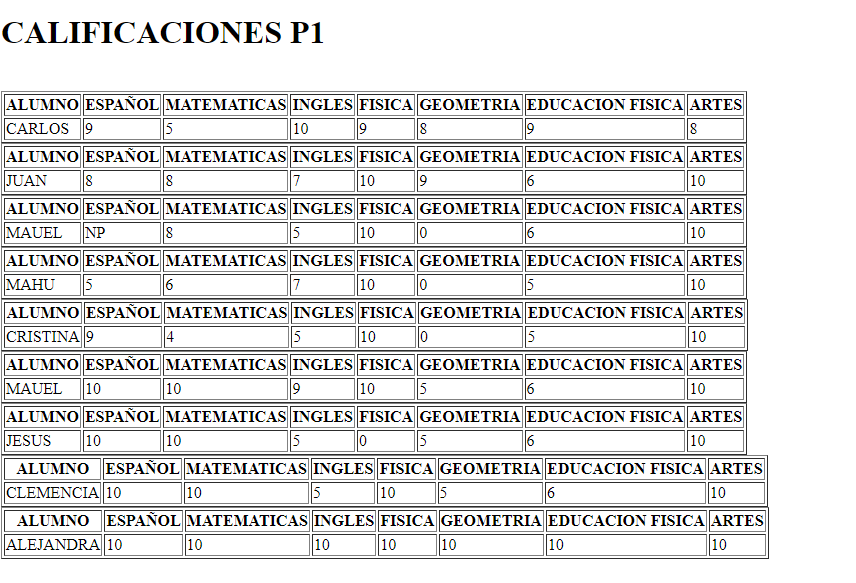 CALIFICACIONES P1
ALUMNO ESPAÑOL MATEMATICAS INGLES FISICA GEOMETRIA EDUCACION FISICA ARTES
CARLOS 9 5 10 9 8 9 8
ALUMNO ESPAÑOL MATEMATICAS INGLES FISICA GEOMETRIA EDUCACION FISICA ARTES
JUAN 8 8 7 10 9 6 10
ALUMNO ESPAÑOL MATEMATICAS INGLES FISICA GEOMETRIA EDUCACION FISICA ARTES
MAUEL NP 8 5 10 0 6 10
ALUMNO ESPAÑOL MATEMATICAS INGLES FISICA GEOMETRIA EDUCACION FISICA ARTES
MAHU 5 6 7 10 0 5 10
ALUMNO ESPAÑOL MATEMATICAS INGLES FISICA GEOMETRIA EDUCACION FISICA ARTES
CRISTINA 9 4 5 10 0 5 10
ALUMNO ESPAÑOL MATEMATICAS INGLES FISICA GEOMETRIA EDUCACION FISICA ARTES
MAUEL 10 10 9 10 5 6 10
ALUMNO ESPAÑOL MATEMATICAS INGLES FISICA GEOMETRIA EDUCACION FISICA ARTES
JESUS 10 10 5 0 5 6 10
ALUMNO ESPAÑOL MATEMATICAS INGLES FISICA GEOMETRIA EDUCACION FISICA ARTES
CLEMENCIA 10 10 5 10 5 6 10
ALUMNO ESPAÑOL MATEMATICAS INGLES FISICA GEOMETRIA EDUCACION FISICA ARTES
ALEJANDRA 10 10 10 10 10 10 10